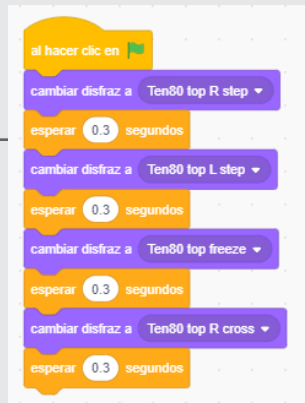 al hacer clic en
cambiar disfraz a Ten80 top R step
esperar 0.3 segundos
cambiar disfraz a Ten80 top L step
esperar 0.3 segundos
cambiar disfraz a Ten80 top freeze
esperar 0.3 segundos
cambiar disfraz a Ten80 top R cross
esperar 0.3 segundos